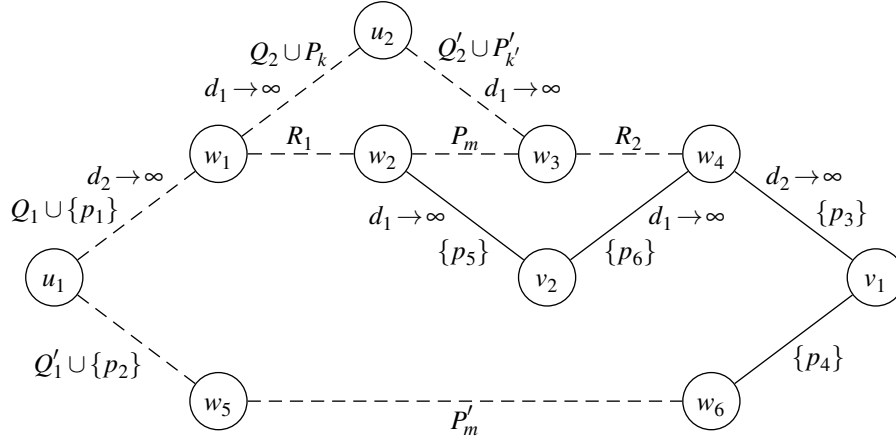 u₂
Q₂ ∪ Pₖ
Q′₂ ∪ P′ₖ′
d₁ → ∞
d₁ → ∞
w₁
R₁
w₂
Pₘ
w₃
R₂
w₄
d₂ → ∞
d₂ → ∞
Q₁ ∪ {p₁}
d₁ → ∞
d₁ → ∞
{p₃}
{p₅}
{p₆}
u₁
v₂
v₁
Q′₁ ∪ {p₂}
{p₄}
w₅
P′ₘ
w₆